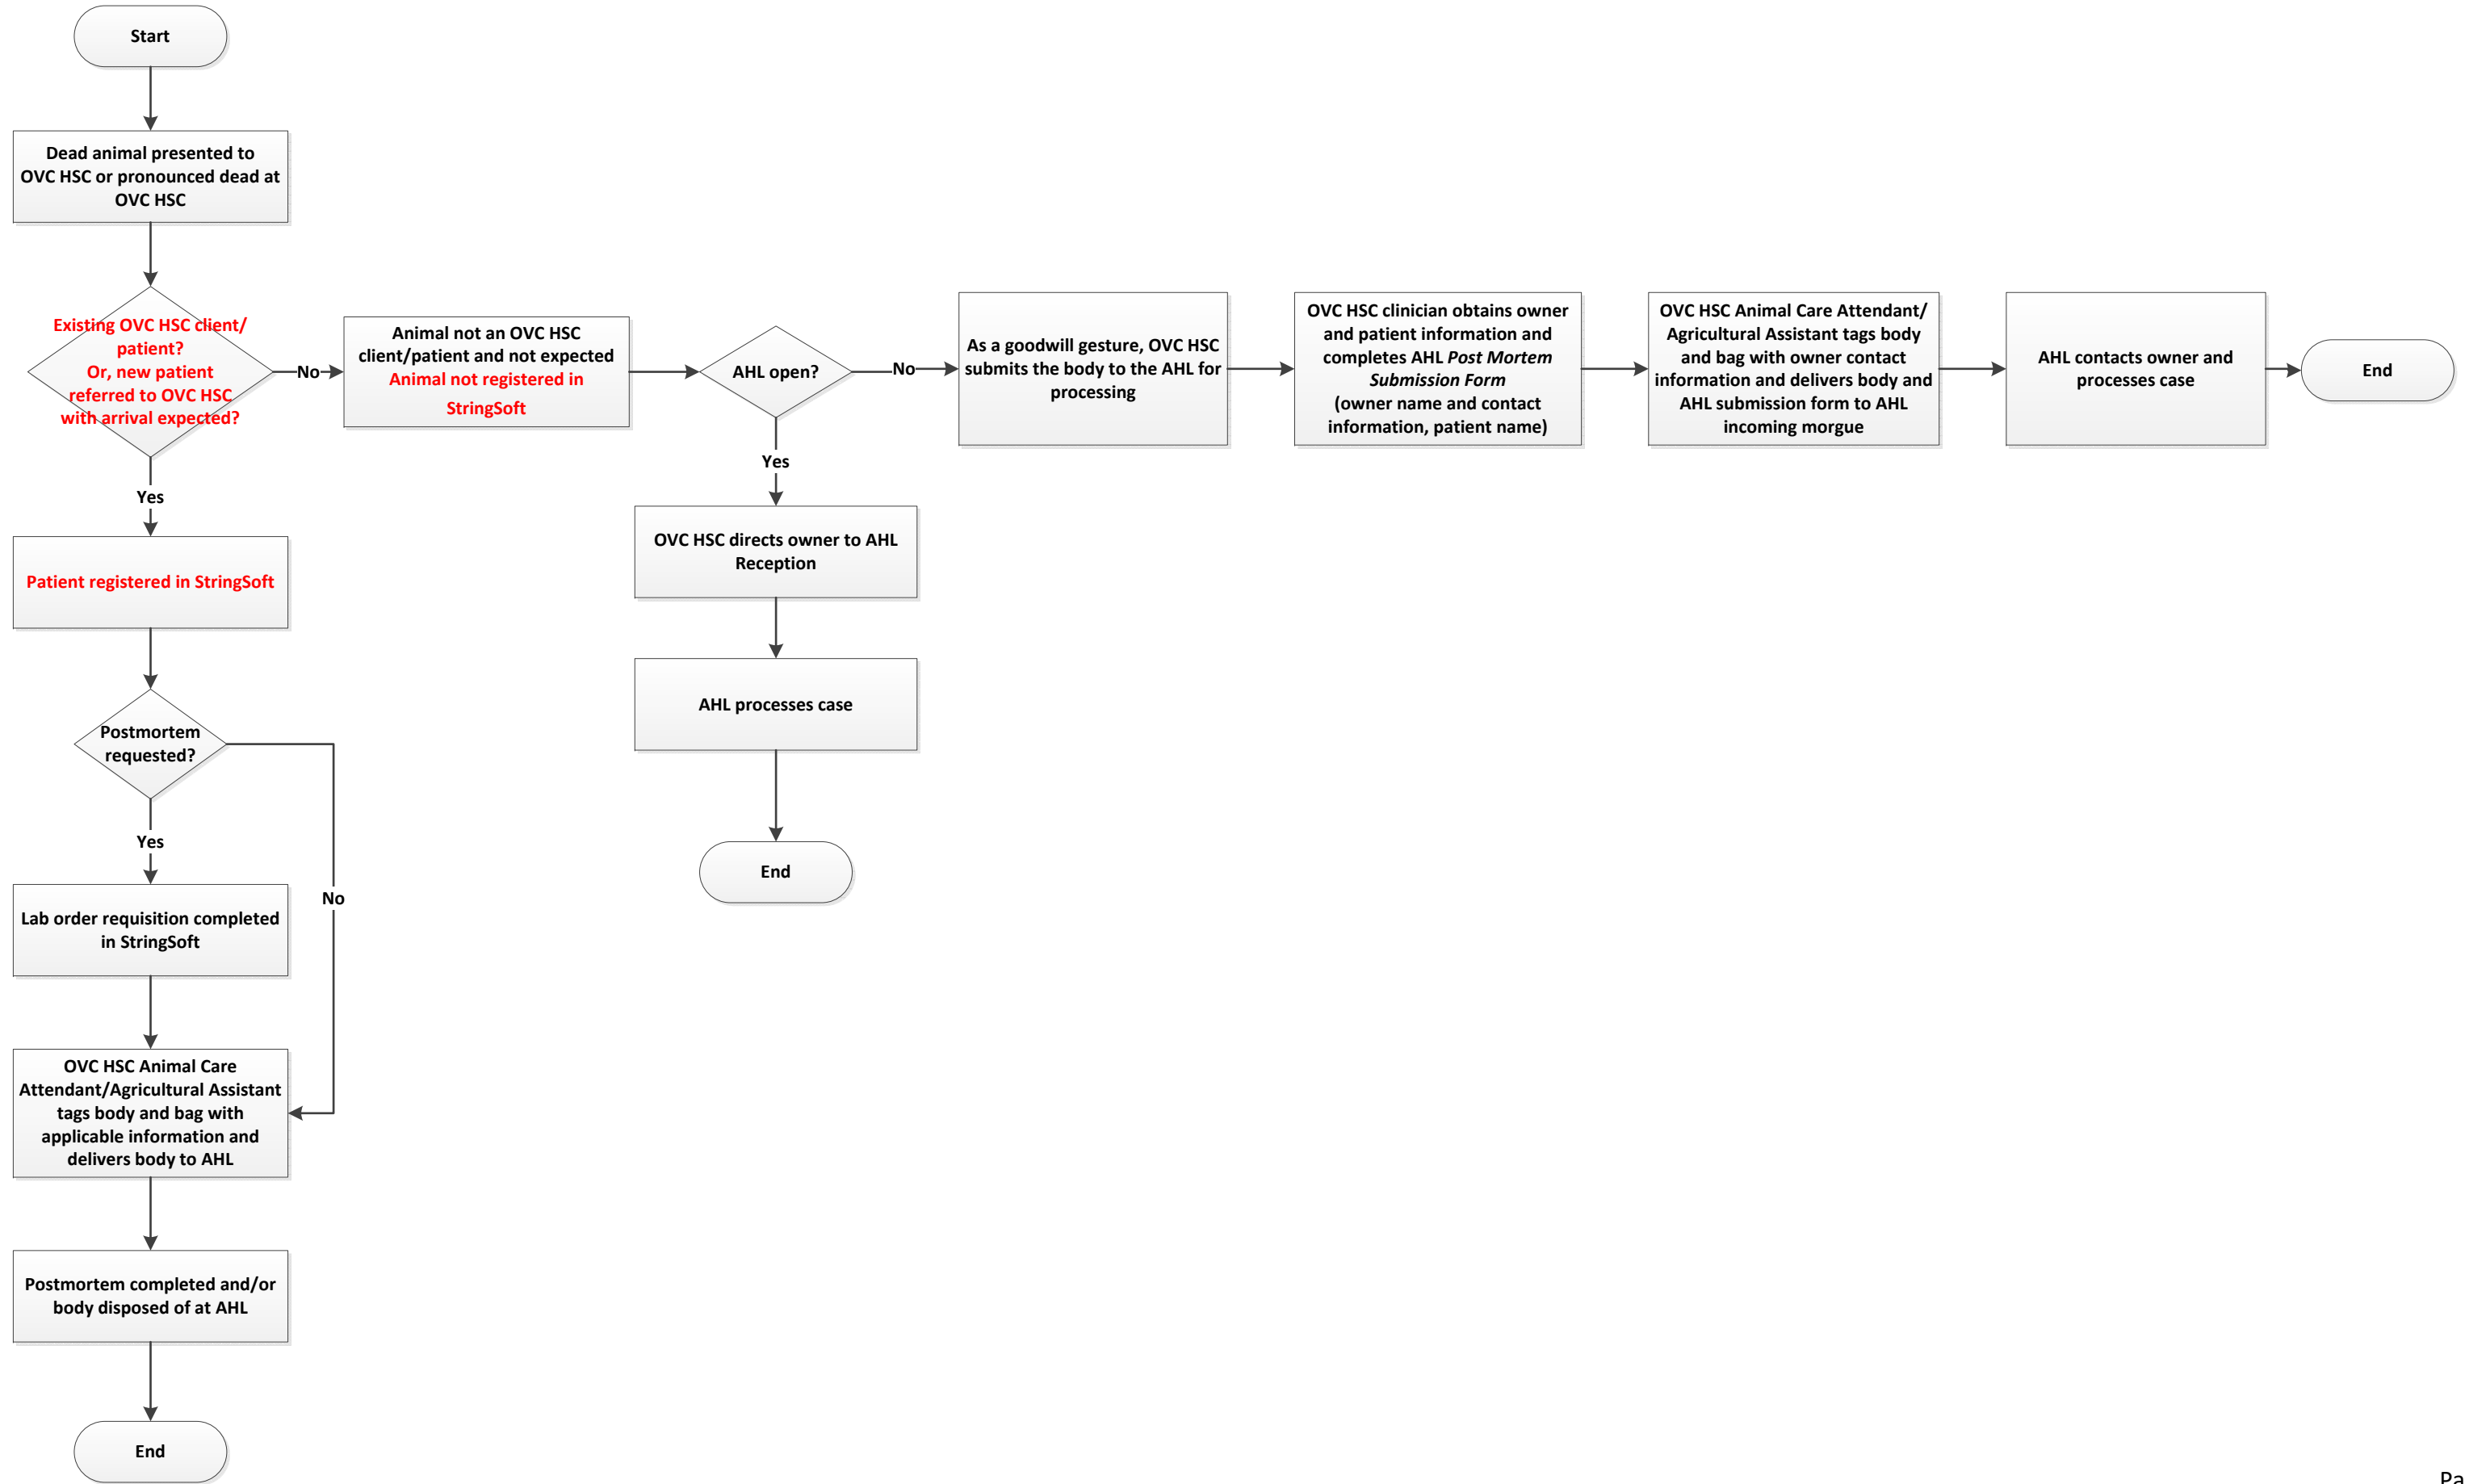 Start
Dead animal presented to
OVC HSC or pronounced dead at
OVC HSC
Existing OVC HSC client/
patient?
Or, new patient
referred to OVC HSC
with arrival expected?
No
Animal not an OVC HSC
client/patient and not expected
Animal not registered in
StringSoft
AHL open?
No
As a goodwill gesture, OVC HSC
submits the body to the AHL for
processing
OVC HSC clinician obtains owner
and patient information and
completes AHL Post Mortem
Submission Form
(owner name and contact
information, patient name)
OVC HSC Animal Care Attendant/
Agricultural Assistant tags body
and bag with owner contact
information and delivers body and
AHL submission form to AHL
incoming morgue
AHL contacts owner and
processes case
End
Yes
OVC HSC directs owner to AHL
Reception
AHL processes case
End
Yes
Patient registered in StringSoft
Postmortem
requested?
Yes
No
Lab order requisition completed
in StringSoft
OVC HSC Animal Care
Attendant/Agricultural Assistant
tags body and bag with
applicable information and
delivers body to AHL
Postmortem completed and/or
body disposed of at AHL
End
Pa